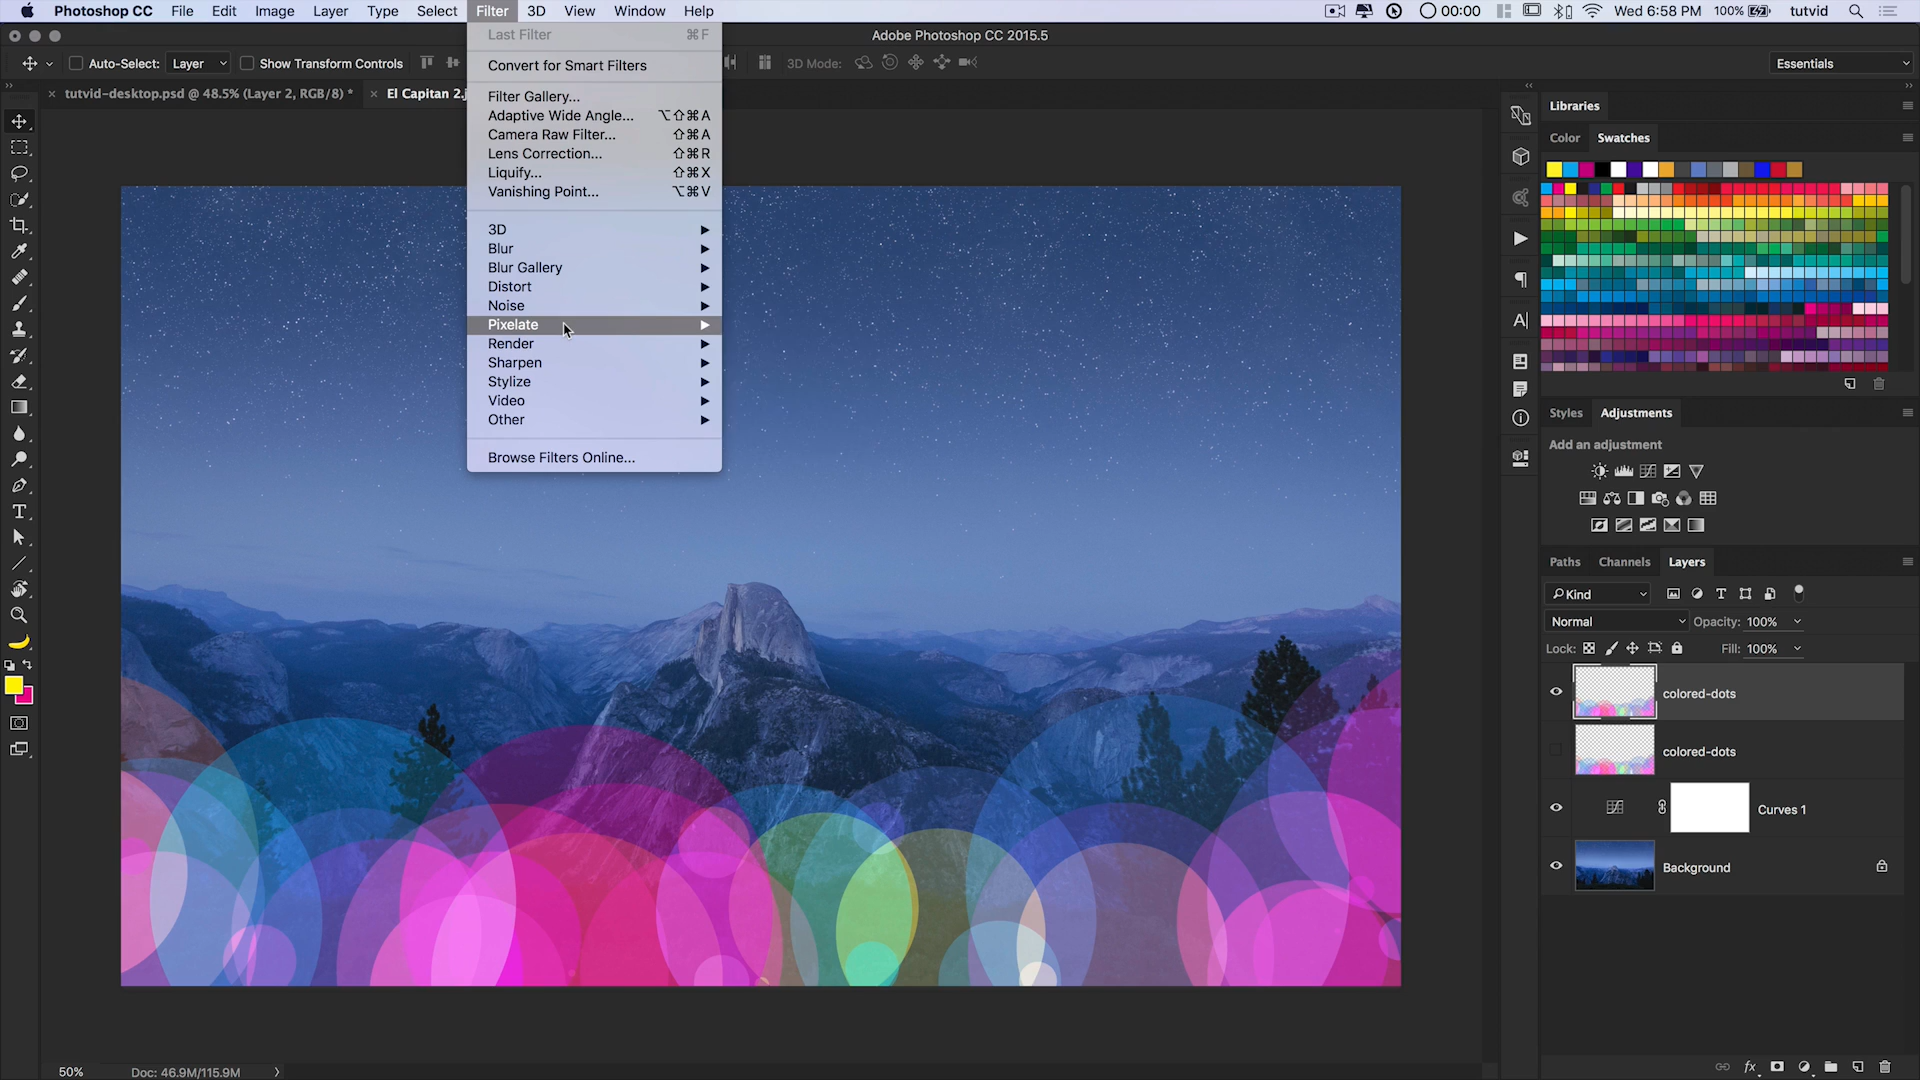 Photoshop CC File Edit Image Layer Type Select Filter 3D View Window Help 00:00 100% Wed 6:58 PM tutvid
Adobe Photoshop CC 2015.5
Auto-Select: Layer Show Transform Controls 3D Mode: Essentials
tutvid-desktop.psd @ 48.5% (Layer 2, RGB/8) * El Capitan 2.j
Last Filter ⌘F
Convert for Smart Filters
Filter Gallery...
Adaptive Wide Angle... ⌥⇧⌘A
Camera Raw Filter... ⇧⌘A
Lens Correction... ⇧⌘R
Liquify... ⇧⌘X
Vanishing Point... ⌥⌘V
3D
Blur
Blur Gallery
Distort
Noise
Pixelate
Render
Sharpen
Stylize
Video
Other
Browse Filters Online...
Libraries
Color Swatches
Styles Adjustments
Add an adjustment
Paths Channels Layers
Kind
Normal Opacity: 100%
Lock: Fill: 100%
colored-dots
colored-dots
Curves 1
Background
50% Doc: 46.9M/115.9M